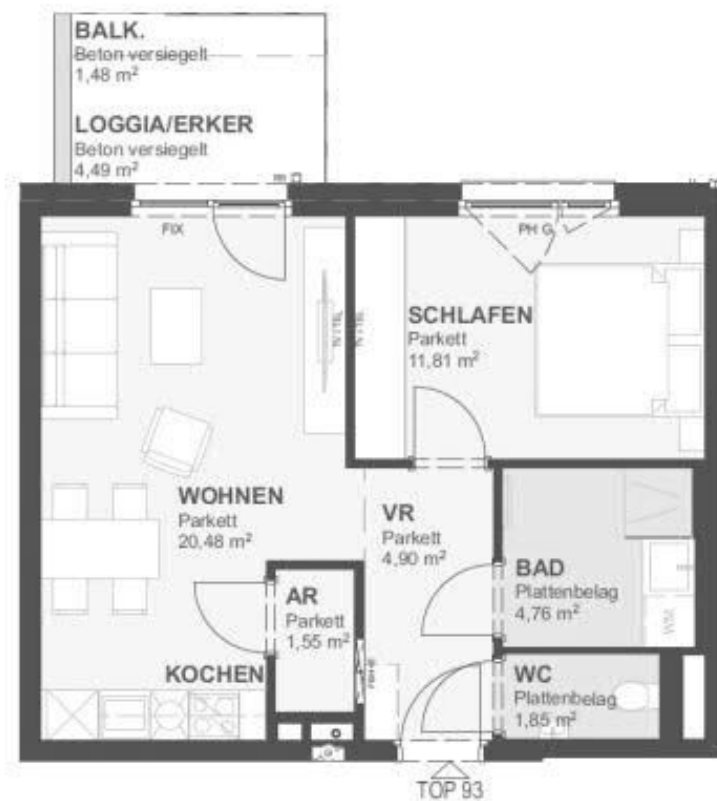 BALK.
Beton versiegelt
1,48 m²
LOGGIA/ERKER
Beton versiegelt
4,49 m²
FIX
PH G
SCHLAFEN
Parkett
11,81 m²
WOHNEN
Parkett
20,48 m²
VR
Parkett
4,90 m²
BAD
Plattenbelag
4,76 m²
WM
AR
Parkett
1,55 m²
KOCHEN
WC
Plattenbelag
1,85 m²
TOP 93